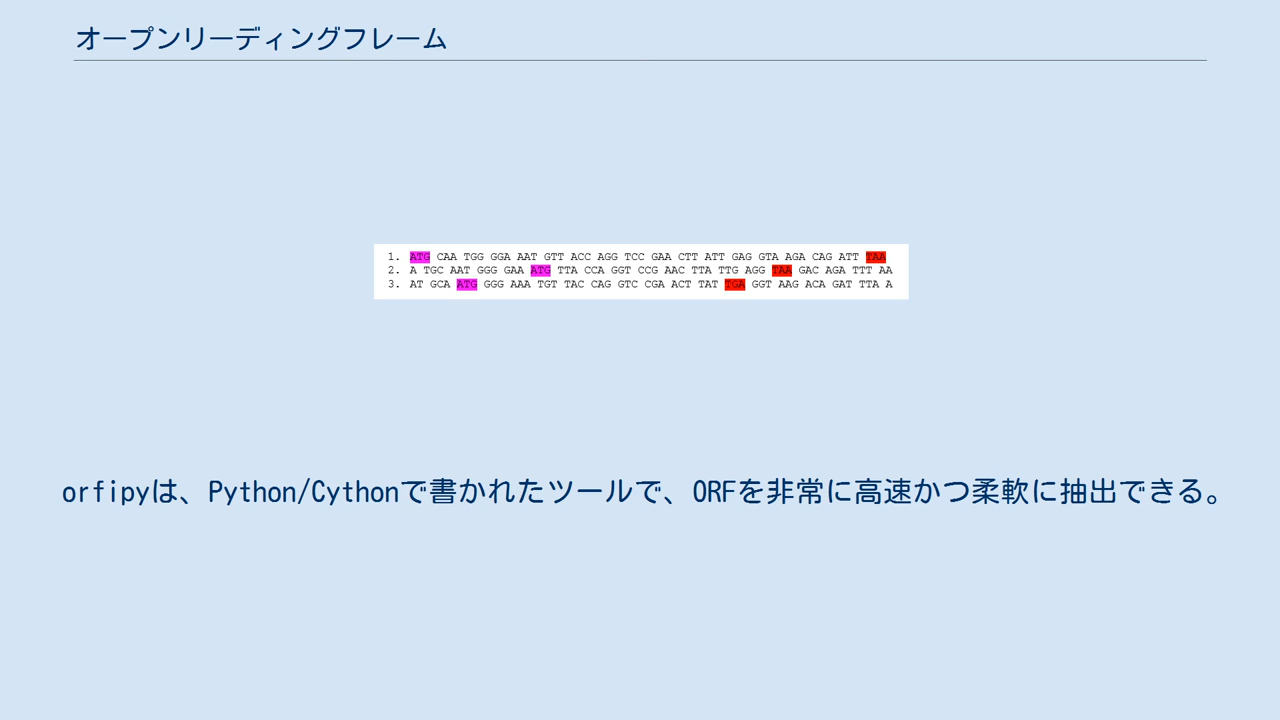 オープンリーディングフレーム
1. ATG CAA TGG GGA AAT GTT ACC AGG TCC GAA CTT ATT GAG GTA AGA CAG ATT TAA
2. A TGC AAT GGG GAA ATG TTA CCA GGT CCG AAC TTA TTG AGG TAA GAC AGA TTT AA
3. AT GCA ATG GGG AAA TGT TAC CAG GTC CGA ACT TAT TGA GGT AAG ACA GAT TTA A
orfipyは、Python/Cythonで書かれたツールで、ORFを非常に高速かつ柔軟に抽出できる。